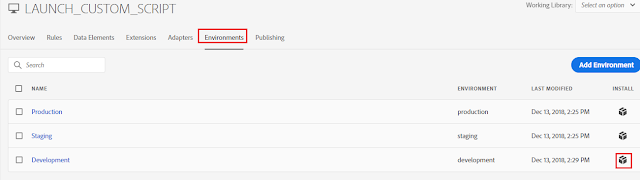 LAUNCH_CUSTOM_SCRIPT
Working Library: Select an option
Overview Rules Data Elements Extensions Adapters Environments Publishing
Search
Add Environment
NAME ENVIRONMENT LAST MODIFIED INSTALL
Production production Dec 13, 2018, 2:25 PM
Staging staging Dec 13, 2018, 2:25 PM
Development development Dec 13, 2018, 2:29 PM